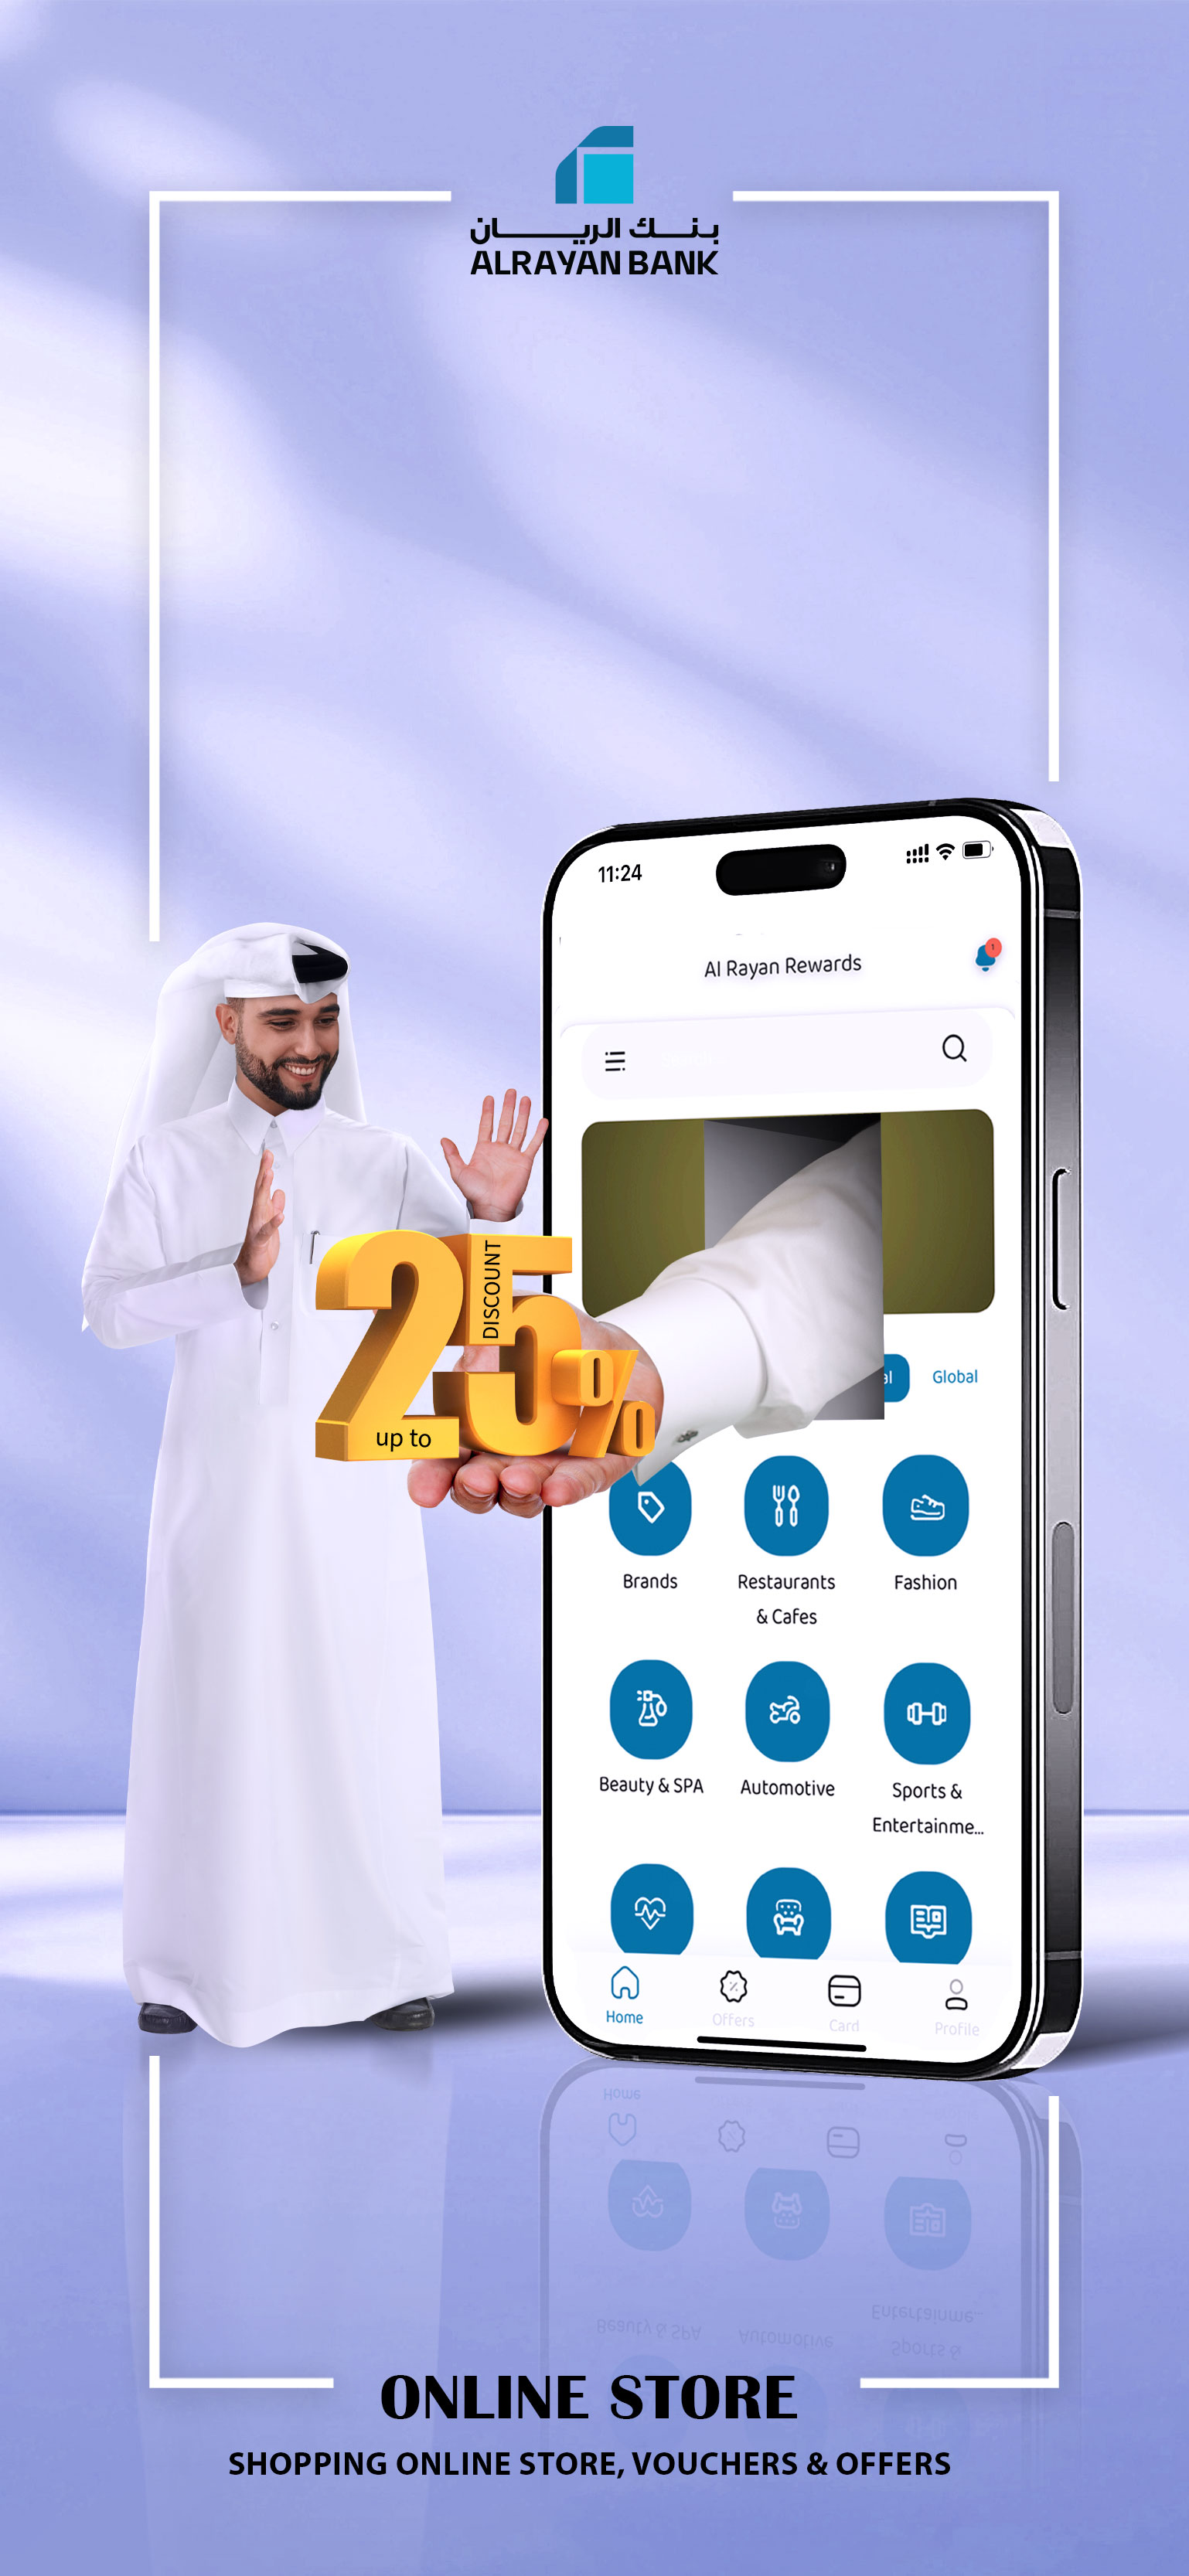 بنك الريان
ALRAYAN BANK
11:24
Al Rayan Rewards
1
Global
25%
DISCOUNT
up to
Brands
Restaurants
& Cafes
Fashion
Beauty & SPA
Automotive
Sports &
Entertainme...
Home
Offers
Card
Profile
ONLINE STORE
SHOPPING ONLINE STORE, VOUCHERS & OFFERS